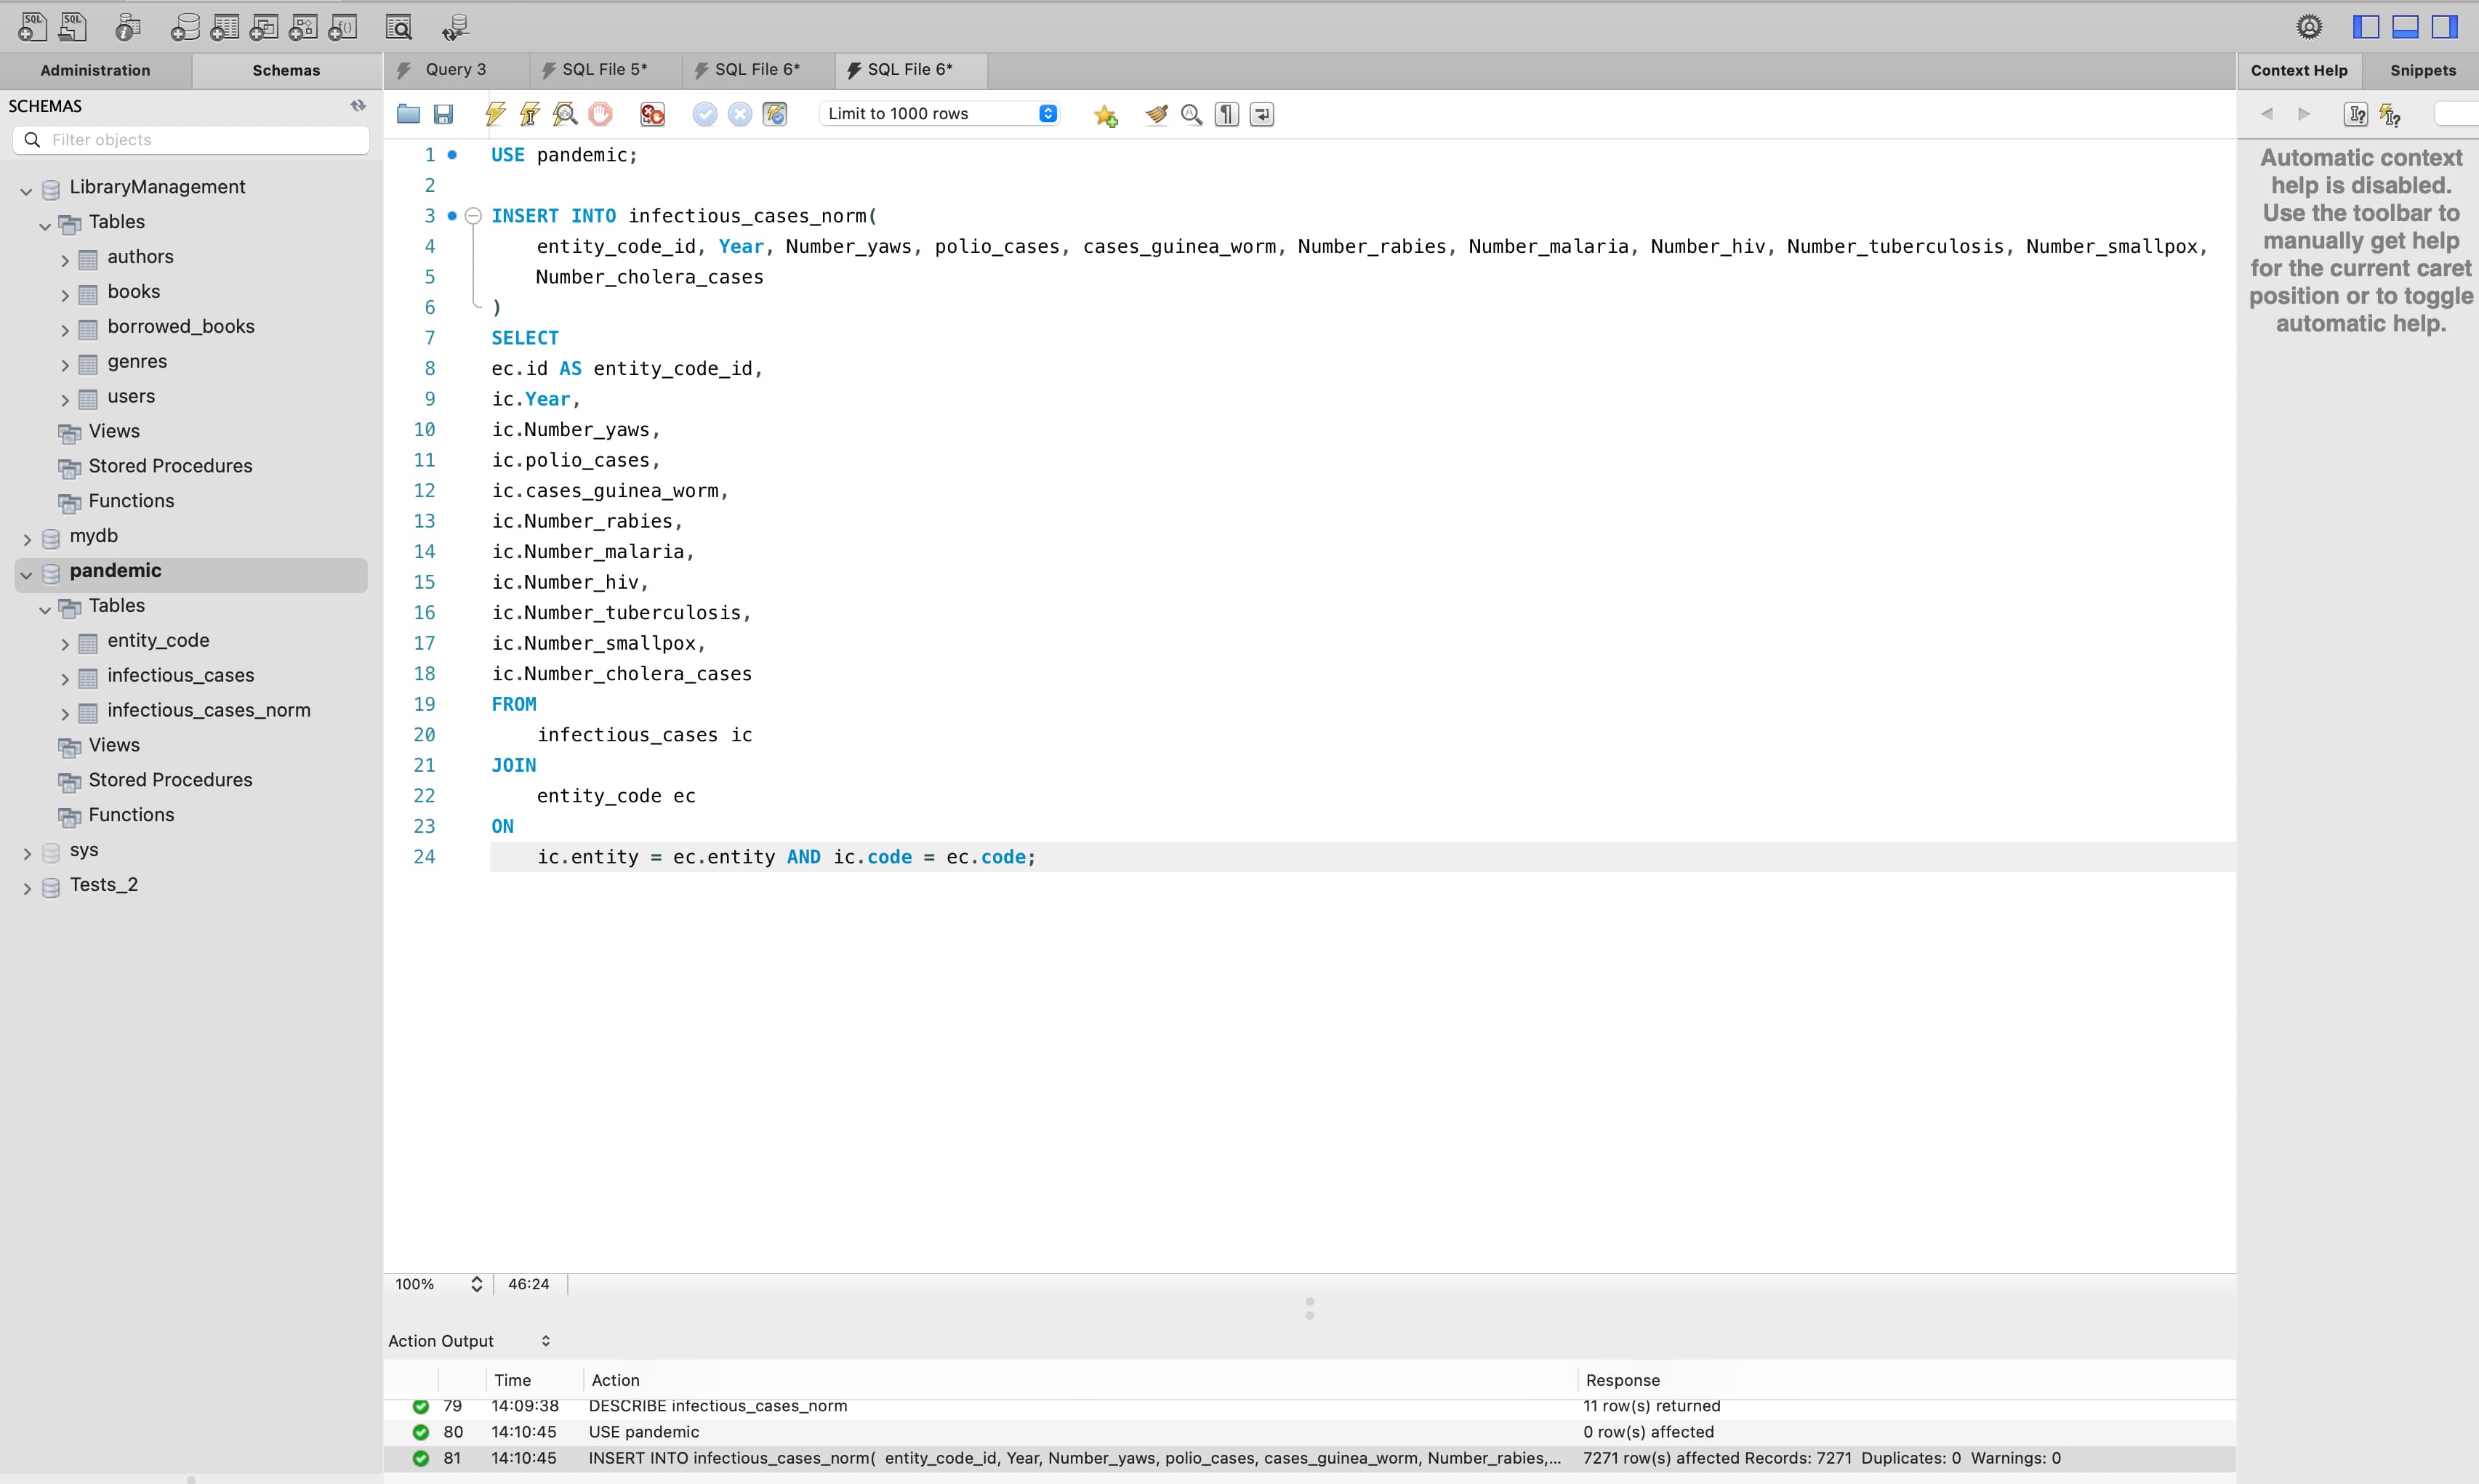 Administration
Schemas
Query 3
SQL File 5*
SQL File 6*
SQL File 6*
Context Help
Snippets
SCHEMAS
Filter objects
LibraryManagement
Tables
authors
books
borrowed_books
genres
users
Views
Stored Procedures
Functions
mydb
pandemic
Tables
entity_code
infectious_cases
infectious_cases_norm
Views
Stored Procedures
Functions
sys
Tests_2
Limit to 1000 rows
1 USE pandemic;
2
3 INSERT INTO infectious_cases_norm(
4 entity_code_id, Year, Number_yaws, polio_cases, cases_guinea_worm, Number_rabies, Number_malaria, Number_hiv, Number_tuberculosis, Number_smallpox,
5 Number_cholera_cases
6 )
7 SELECT
8 ec.id AS entity_code_id,
9 ic.Year,
10 ic.Number_yaws,
11 ic.polio_cases,
12 ic.cases_guinea_worm,
13 ic.Number_rabies,
14 ic.Number_malaria,
15 ic.Number_hiv,
16 ic.Number_tuberculosis,
17 ic.Number_smallpox,
18 ic.Number_cholera_cases
19 FROM
20 infectious_cases ic
21 JOIN
22 entity_code ec
23 ON
24 ic.entity = ec.entity AND ic.code = ec.code;
Automatic context
help is disabled.
Use the toolbar to
manually get help
for the current caret
position or to toggle
automatic help.
100% 46:24
Action Output
Time Action Response
79 14:09:38 DESCRIBE infectious_cases_norm 11 row(s) returned
80 14:10:45 USE pandemic 0 row(s) affected
81 14:10:45 INSERT INTO infectious_cases_norm( entity_code_id, Year, Number_yaws, polio_cases, cases_guinea_worm, Number_rabies,... 7271 row(s) affected Records: 7271 Duplicates: 0 Warnings: 0